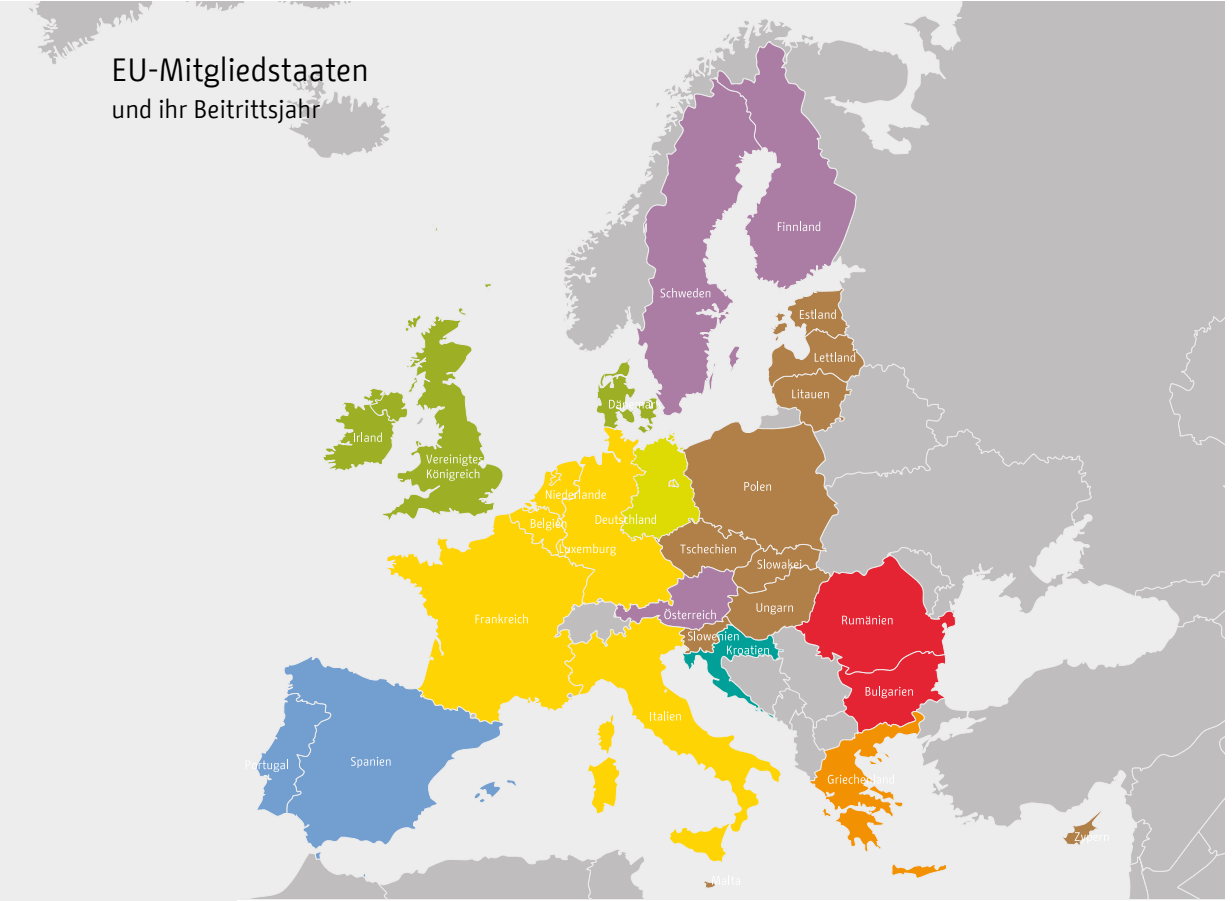 EU-Mitgliedstaaten
und ihr Beitrittsjahr
Finnland
Schweden
Estland
Lettland
Litauen
Dänemark
Irland
Vereinigtes
Königreich
Niederlande
Polen
Belgien
Deutschland
Luxemburg
Tschechien
Slowakei
Österreich
Ungarn
Frankreich
Rumänien
Slowenien
Kroatien
Bulgarien
Italien
Portugal
Spanien
Griechenland
Zypern
Malta